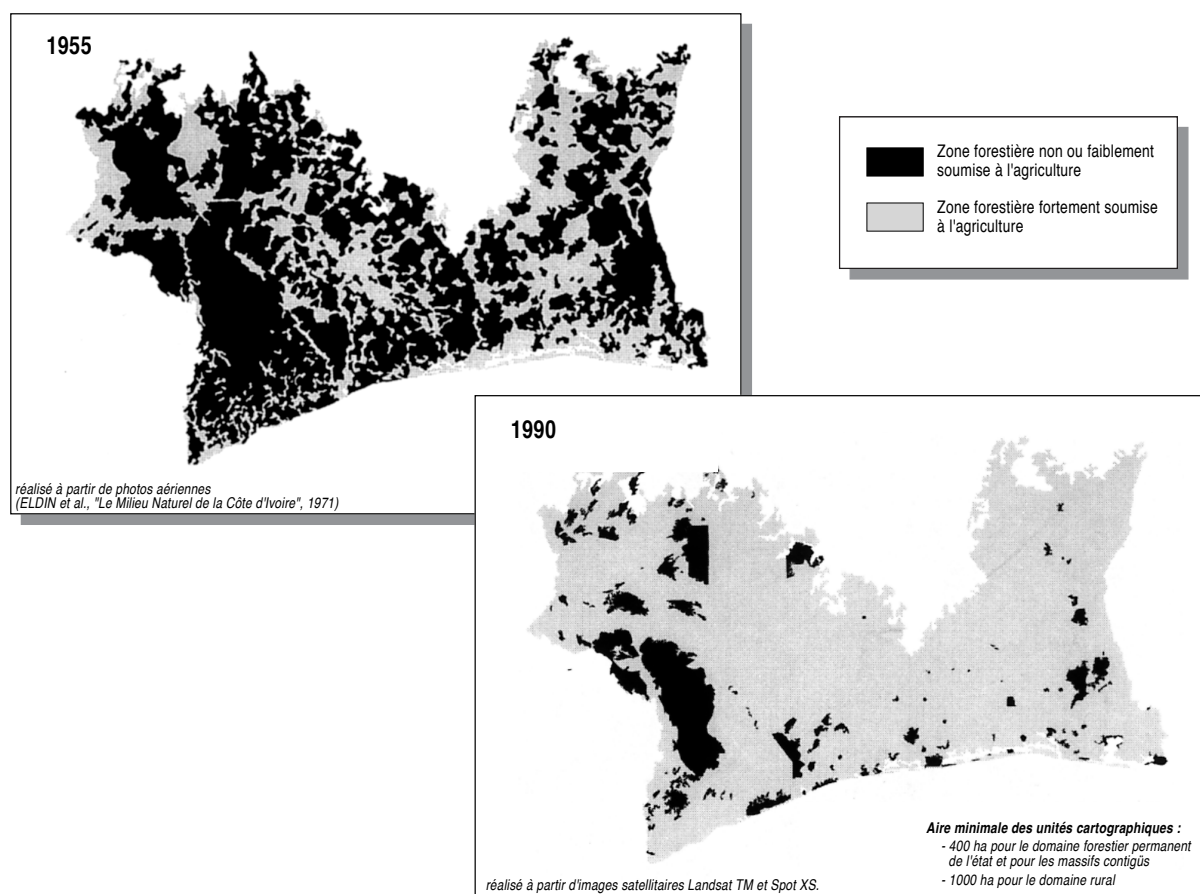 1955
réalisé à partir de photos aériennes
(ELDIN et al., "Le Milieu Naturel de la Côte d'Ivoire", 1971)
Zone forestière non ou faiblement
soumise à l'agriculture
Zone forestière fortement soumise
à l'agriculture
1990
Aire minimale des unités cartographiques :
- 400 ha pour le domaine forestier permanent
de l'état et pour les massifs contigüs
- 1000 ha pour le domaine rural
réalisé à partir d'images satellitaires Landsat TM et Spot XS.